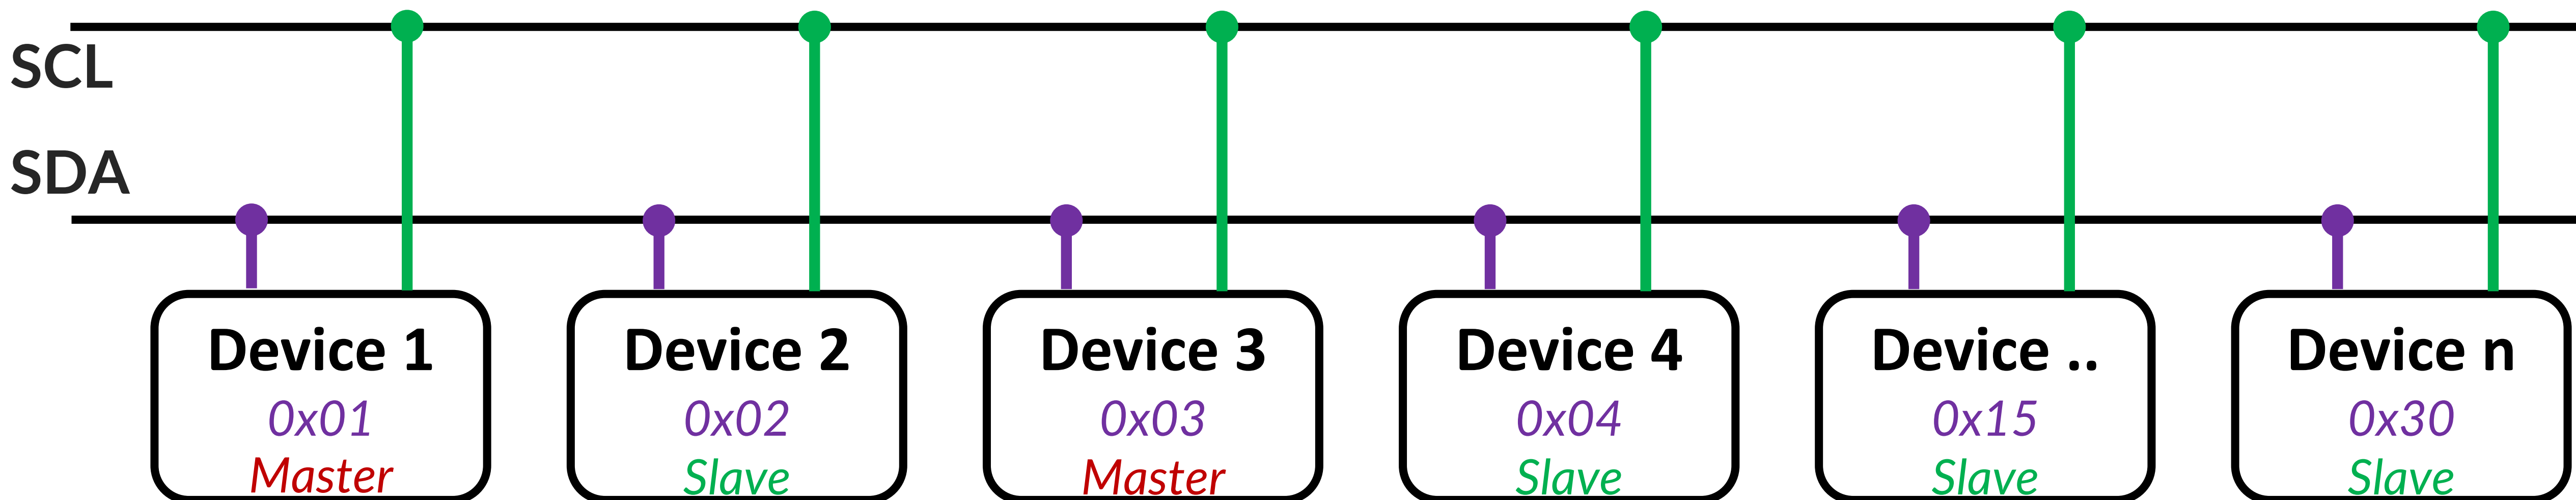 SCL
SDA
Device 1
0x01
Master
Device 2
0x02
Slave
Device 3
0x03
Master
Device 4
0x04
Slave
Device ..
0x15
Slave
Device n
0x30
Slave